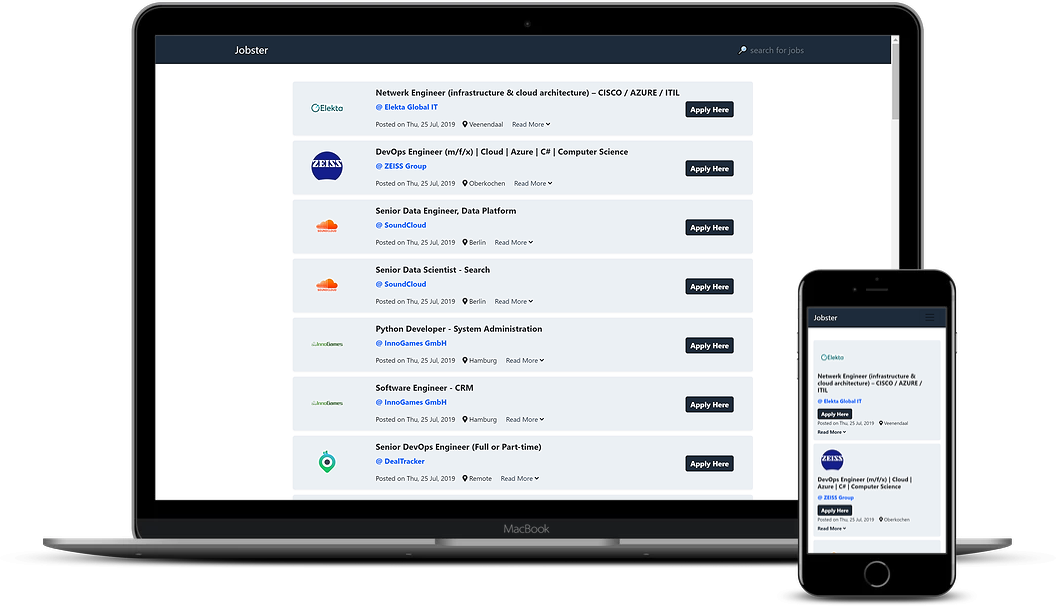 Jobster
search for jobs
Elekta
Netwerk Engineer (infrastructure & cloud architecture) – CISCO / AZURE / ITIL
@ Elekta Global IT
Posted on Thu, 25 Jul, 2019 Veenendaal Read More
Apply Here
ZEISS
DevOps Engineer (m/f/x) | Cloud | Azure | C# | Computer Science
@ ZEISS Group
Posted on Thu, 25 Jul, 2019 Oberkochen Read More
Apply Here
SOUNDCLOUD
Senior Data Engineer, Data Platform
@ SoundCloud
Posted on Thu, 25 Jul, 2019 Berlin Read More
Apply Here
SOUNDCLOUD
Senior Data Scientist - Search
@ SoundCloud
Posted on Thu, 25 Jul, 2019 Berlin Read More
Apply Here
InnoGames
Python Developer - System Administration
@ InnoGames GmbH
Posted on Thu, 25 Jul, 2019 Hamburg Read More
Apply Here
InnoGames
Software Engineer - CRM
@ InnoGames GmbH
Posted on Thu, 25 Jul, 2019 Hamburg Read More
Apply Here
Senior DevOps Engineer (Full or Part-time)
@ DealTracker
Posted on Thu, 25 Jul, 2019 Remote Read More
Apply Here
MacBook
Jobster
Elekta
Netwerk Engineer (infrastructure &
cloud architecture) – CISCO / AZURE /
ITIL
@ Elekta Global IT
Apply Here
Posted on Thu, 25 Jul, 2019 Veenendaal
Read More
ZEISS
DevOps Engineer (m/f/x) | Cloud |
Azure | C# | Computer Science
@ ZEISS Group
Apply Here
Posted on Thu, 25 Jul, 2019 Oberkochen
Read More